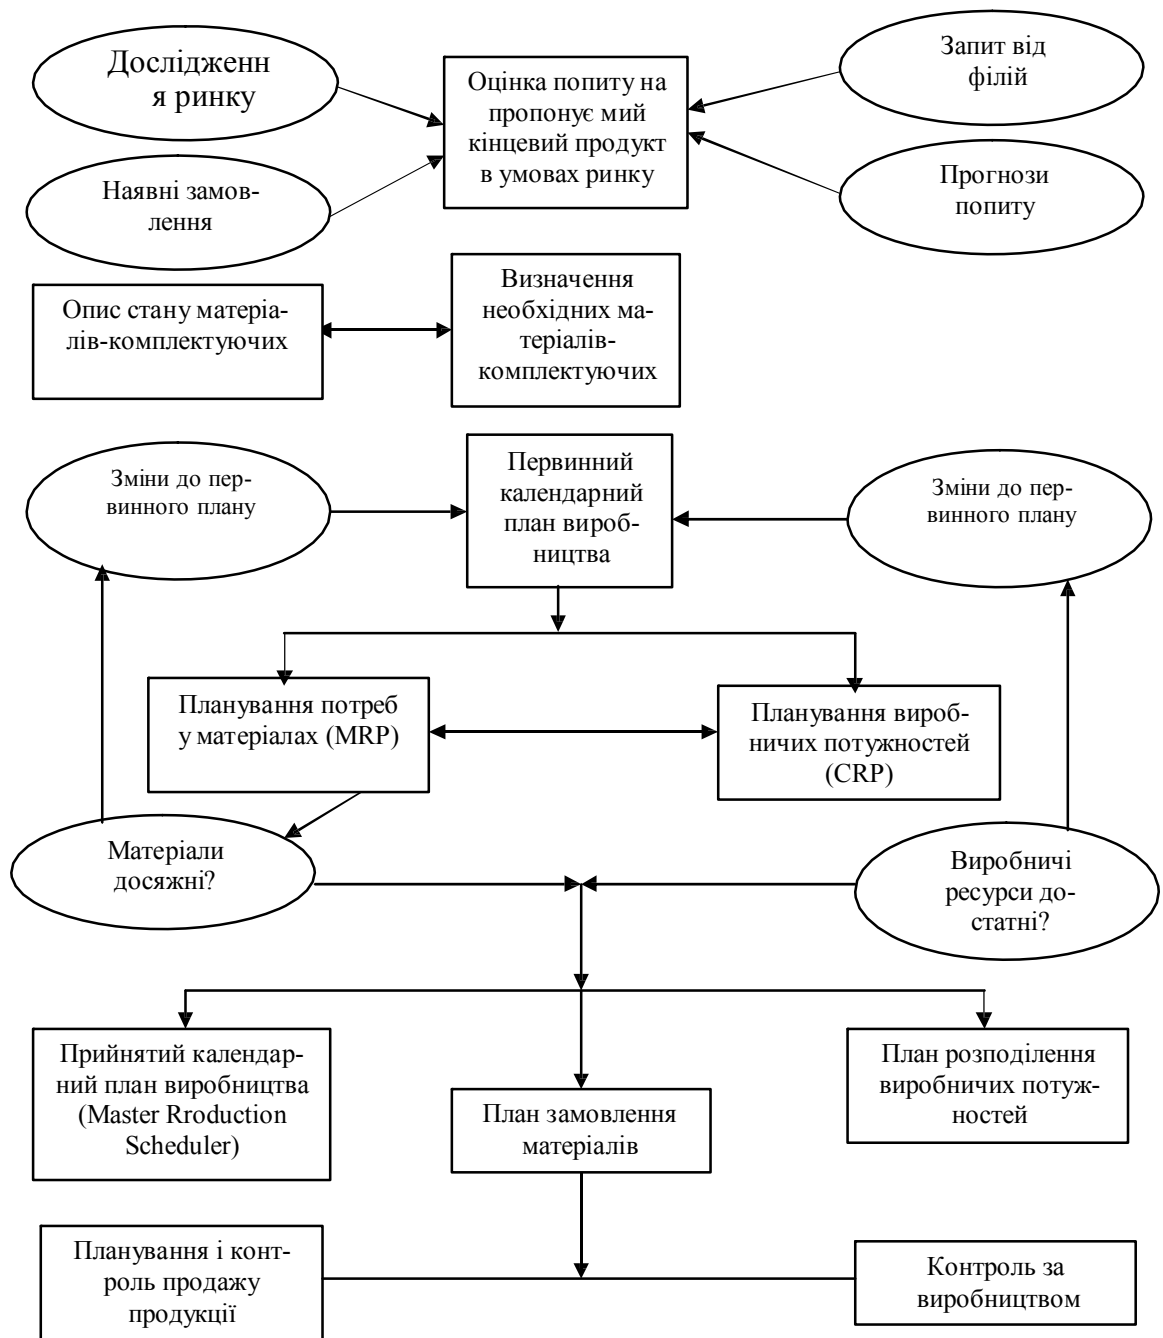 Дослідженн
я ринку
Оцінка попиту на
пропонує мий
кінцевий продукт
в умовах ринку
Запит від
філій
Наявні замов-
лення
Прогнози
попиту
Опис стану матеріа-
лів-комплектуючих
Визначення
необхідних ма-
теріалів-
комплектуючих
Зміни до пер-
винного плану
Первинний
календарний
план вироб-
ництва
Зміни до пер-
винного плану
Планування потреб
у матеріалах (MRP)
Планування вироб-
ничих потужностей
(CRP)
Матеріали
досяжні?
Виробничі
ресурси до-
статні?
Прийнятий календар-
ний план виробництва
(Master Rroduction
Scheduler)
План замовлення
матеріалів
План розподілення
виробничих потуж-
ностей
Планування і конт-
роль продажу
продукції
Контроль за
виробництвом